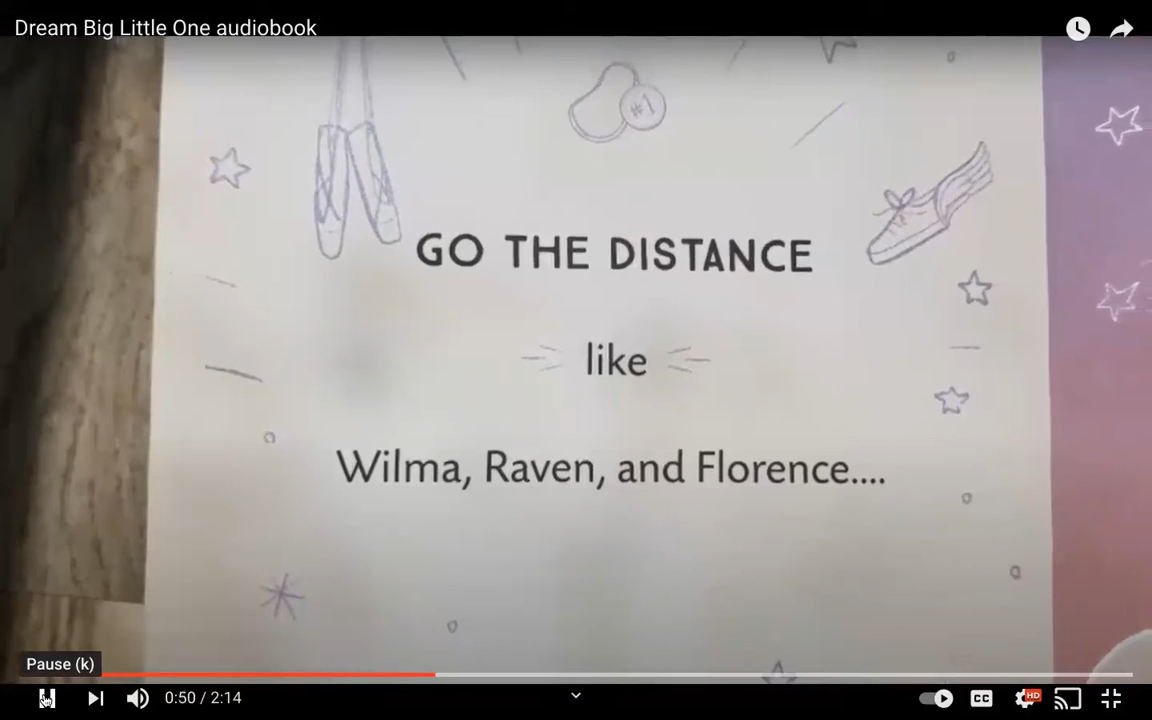 Dream Big Little One audiobook
#1
GO THE DISTANCE
like
Wilma, Raven, and Florence....
Pause (k)
0:50 / 2:14
CC
HD